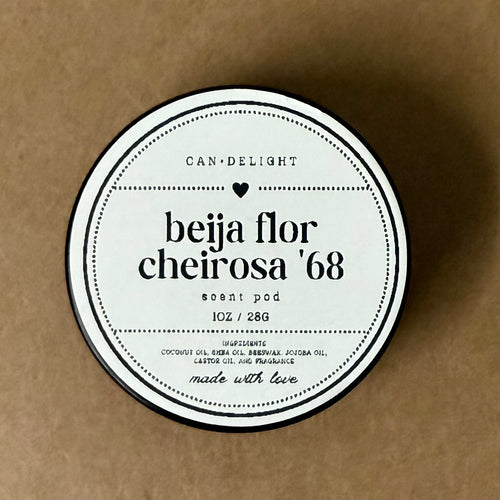 CAN•DELIGHT
beija flor
cheirosa '68
scent pod
1OZ / 28G
INGREDIENTS
COCONUT OIL, SHEA OIL, BEESWAX, JOJOBA OIL,
CASTOR OIL, AND FRAGRANCE
made with love